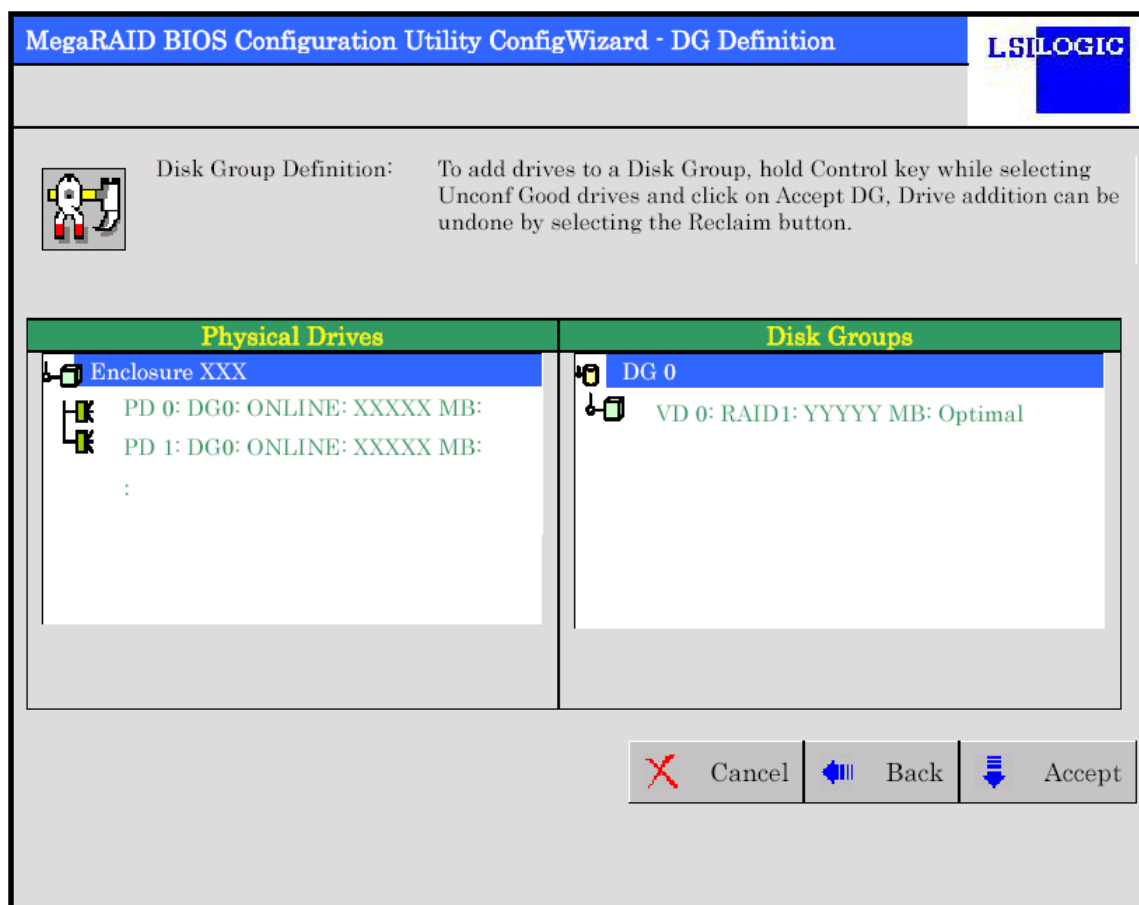 MegaRAID BIOS Configuration Utility ConfigWizard - DG Definition
LSI LOGIC
Disk Group Definition:
To add drives to a Disk Group, hold Control key while selecting
Unconf Good drives and click on Accept DG, Drive addition can be
undone by selecting the Reclaim button.
Physical Drives
Enclosure XXX
PD 0: DG0: ONLINE: XXXXX MB:
PD 1: DG0: ONLINE: XXXXX MB:
:
Disk Groups
DG 0
VD 0: RAID1: YYYYY MB: Optimal
Cancel
Back
Accept